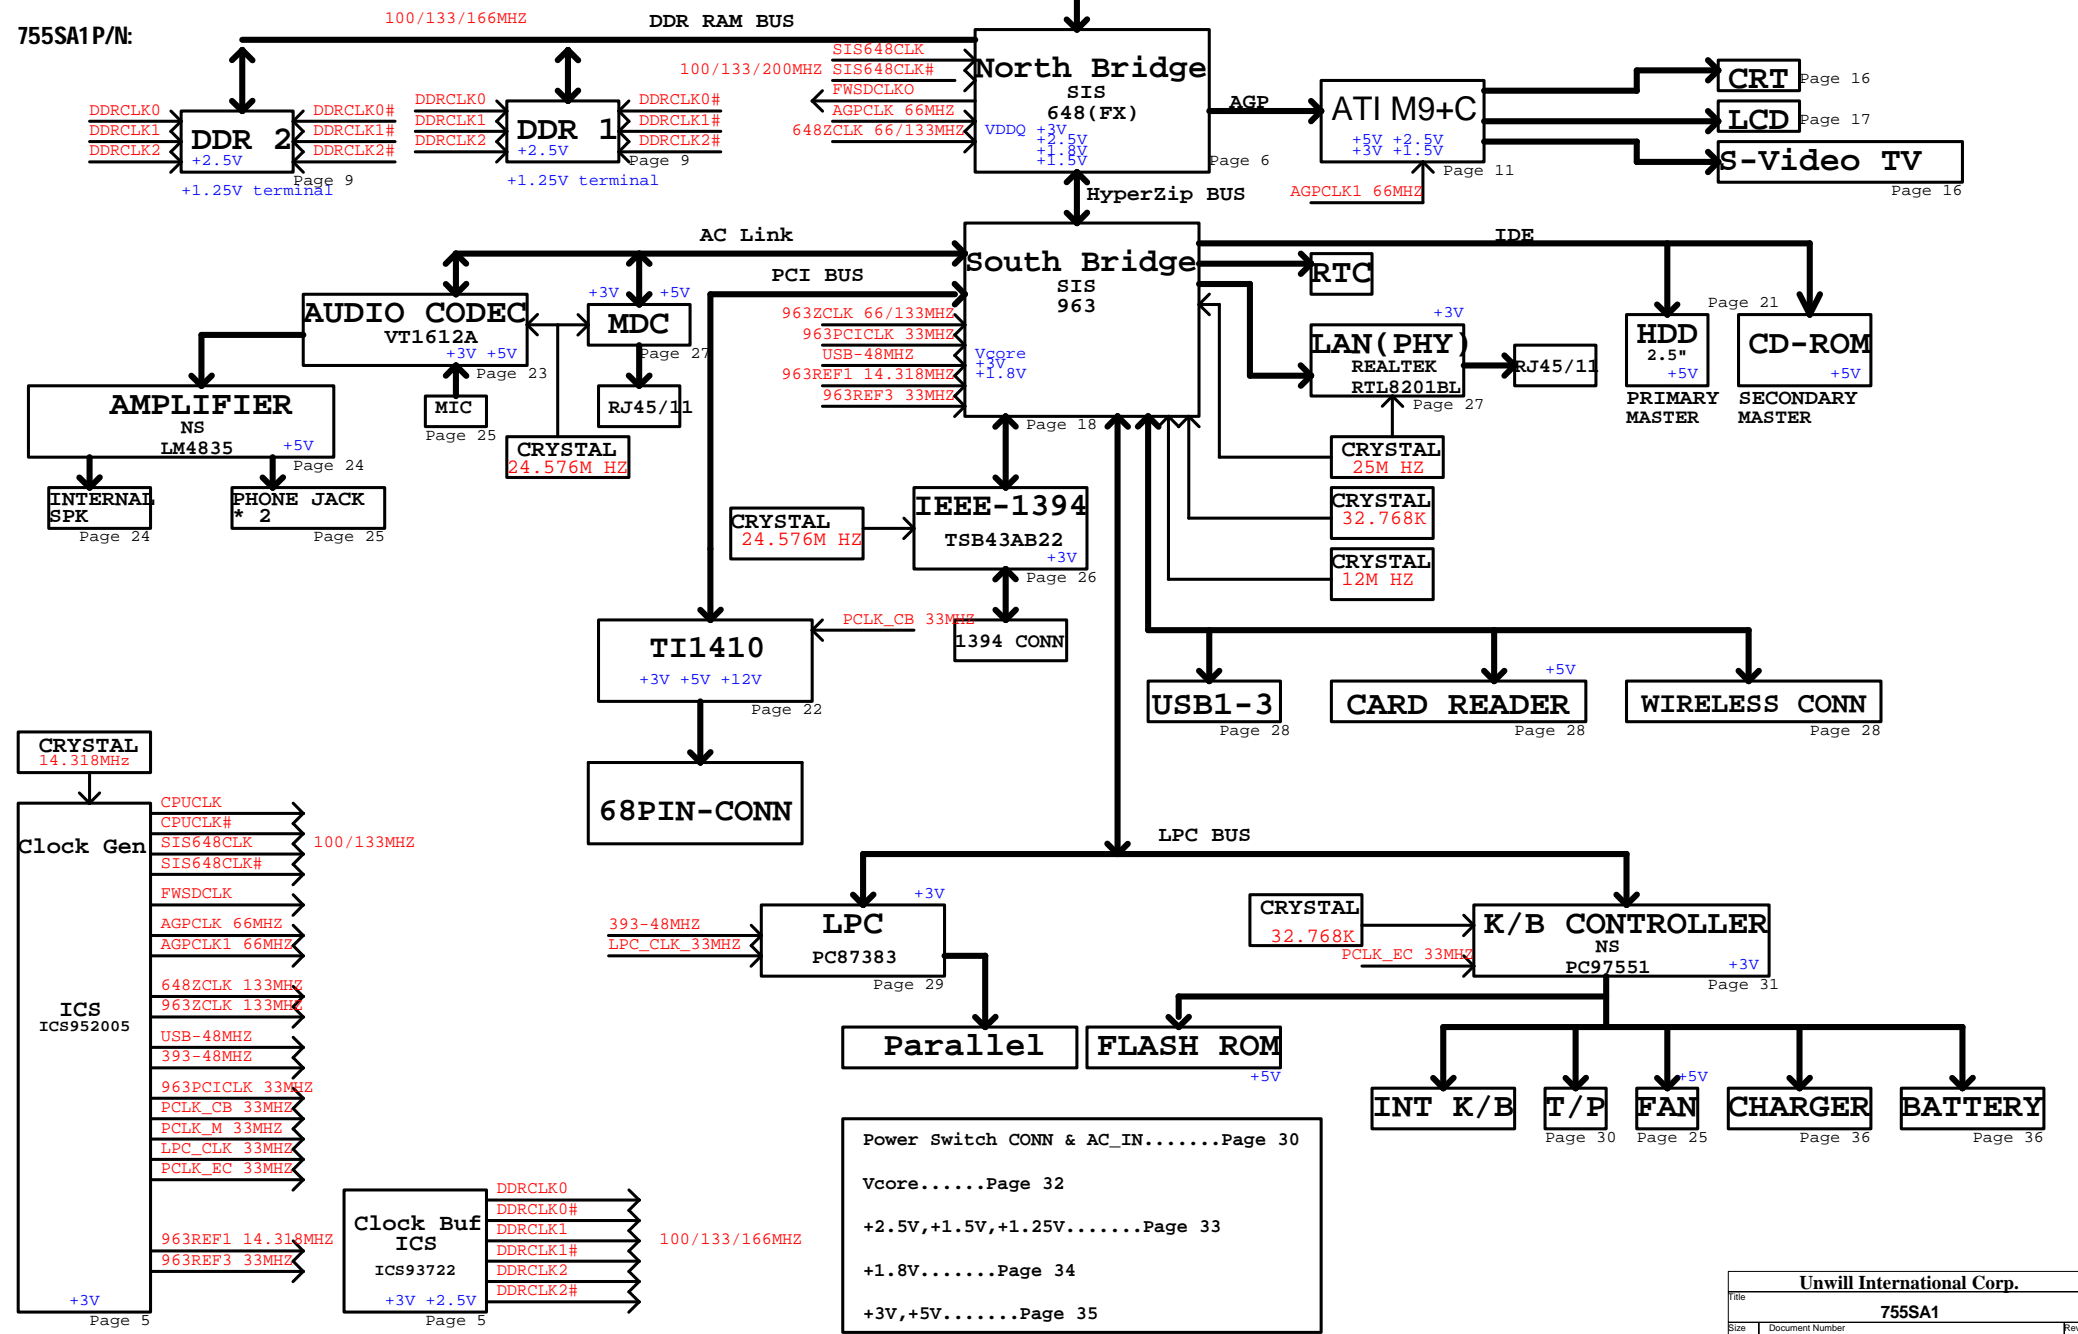 755SA1 P/N:
100/133/166MHZ
DDR RAM BUS
DDRCLK0
DDRCLK1
DDRCLK2
DDR 2
+2.5V
DDRCLK0#
DDRCLK1#
DDRCLK2#
Page 9
+1.25V terminal
DDRCLK0
DDRCLK1
DDRCLK2
DDR 1
+2.5V
DDRCLK0#
DDRCLK1#
DDRCLK2#
Page 9
+1.25V terminal
SIS648CLK
100/133/200MHZ SIS648CLK#
FWSDCLKO
AGPCLK 66MHZ
648ZCLK 66/133MHZ
North Bridge
SIS
648(FX)
VDDQ +3V
+2.5V
+1.8V
+1.5V
Page 6
AGP
ATI M9+C
+5V +2.5V
+3V +1.5V
Page 11
AGPCLK1 66MHZ
CRT
Page 16
LCD
Page 17
S-Video TV
Page 16
HyperZip BUS
AC Link
PCI BUS
South Bridge
SIS
963
963ZCLK 66/133MHZ
963PCICLK 33MHZ
USB-48MHZ
963REF1 14.318MHZ
963REF3 33MHZ
Vcore
+3V
+1.8V
Page 18
AUDIO CODEC
VT1612A
+3V +5V
Page 23
+3V +5V
MDC
Page 27
AMPLIFIER
NS
LM4835
+5V
Page 24
MIC
Page 25
RJ45/11
CRYSTAL
24.576M HZ
INTERNAL
SPK
Page 24
PHONE JACK
* 2
Page 25
IDE
RTC
+3V
LAN(PHY)
REALTEK
RTL8201BL
Page 27
RJ45/11
Page 21
HDD
2.5"
+5V
PRIMARY
MASTER
CD-ROM
+5V
SECONDARY
MASTER
CRYSTAL
25M HZ
CRYSTAL
32.768K
CRYSTAL
12M HZ
CRYSTAL
24.576M HZ
IEEE-1394
TSB43AB22
+3V
Page 26
1394 CONN
PCLK_CB 33MHZ
TI1410
+3V +5V +12V
Page 22
68PIN-CONN
USB1-3
Page 28
+5V
CARD READER
Page 28
WIRELESS CONN
Page 28
CRYSTAL
14.318MHz
Clock Gen
ICS
ICS952005
+3V
Page 5
CPUCLK
CPUCLK#
SIS648CLK
SIS648CLK#
100/133MHZ
FWSDCLK
AGPCLK 66MHZ
AGPCLK1 66MHZ
648ZCLK 133MHZ
963ZCLK 133MHZ
USB-48MHZ
393-48MHZ
963PCICLK 33MHZ
PCLK_CB 33MHZ
PCLK_M 33MHZ
LPC_CLK 33MHZ
PCLK_EC 33MHZ
963REF1 14.318MHZ
963REF3 33MHZ
Clock Buf
ICS
ICS93722
+3V +2.5V
Page 5
DDRCLK0
DDRCLK0#
DDRCLK1
DDRCLK1#
DDRCLK2
DDRCLK2#
100/133/166MHZ
LPC BUS
393-48MHZ
LPC_CLK_33MHZ
+3V
LPC
PC87383
Page 29
Parallel
CRYSTAL
32.768K
PCLK_EC 33MHZ
K/B CONTROLLER
NS
PC97551
+3V
Page 31
FLASH ROM
+5V
INT K/B
T/P
Page 30
+5V
FAN
Page 25
CHARGER
Page 36
BATTERY
Page 36
Power Switch CONN & AC_IN.......Page 30
Vcore......Page 32
+2.5V,+1.5V,+1.25V.......Page 33
+1.8V.......Page 34
+3V,+5V.......Page 35
Unwill International Corp.
Title
755SA1
Size
Document Number
Rev